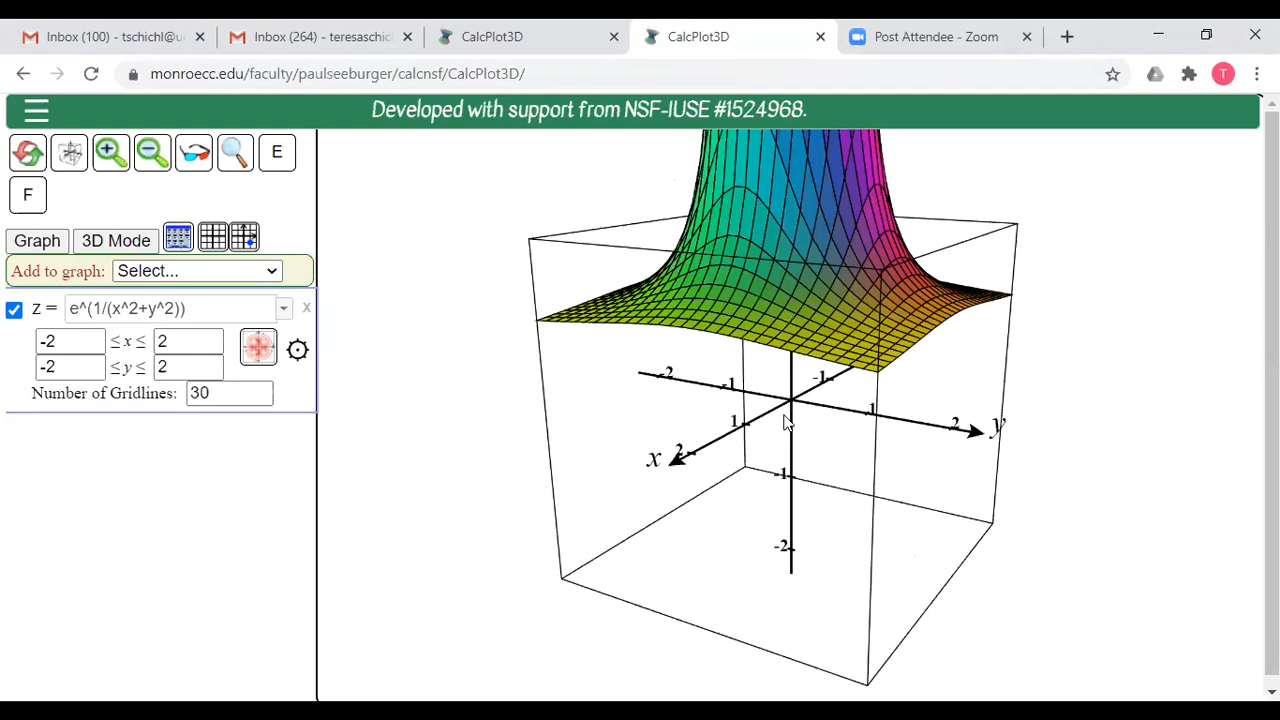 Inbox (100) - tschichl@u
Inbox (264) - teresaschic
CalcPlot3D
CalcPlot3D
Post Attendee - Zoom
monroecc.edu/faculty/paulseeburger/calcnsf/CalcPlot3D/
T
Developed with support from NSF-IUSE #1524968.
E
F
Graph
3D Mode
Add to graph: Select...
z = e^(1/(x^2+y^2)) x
-2 ≤ x ≤ 2
-2 ≤ y ≤ 2
Number of Gridlines: 30
-2 -1 -1
1 1 2 y
x 2
-1
-2